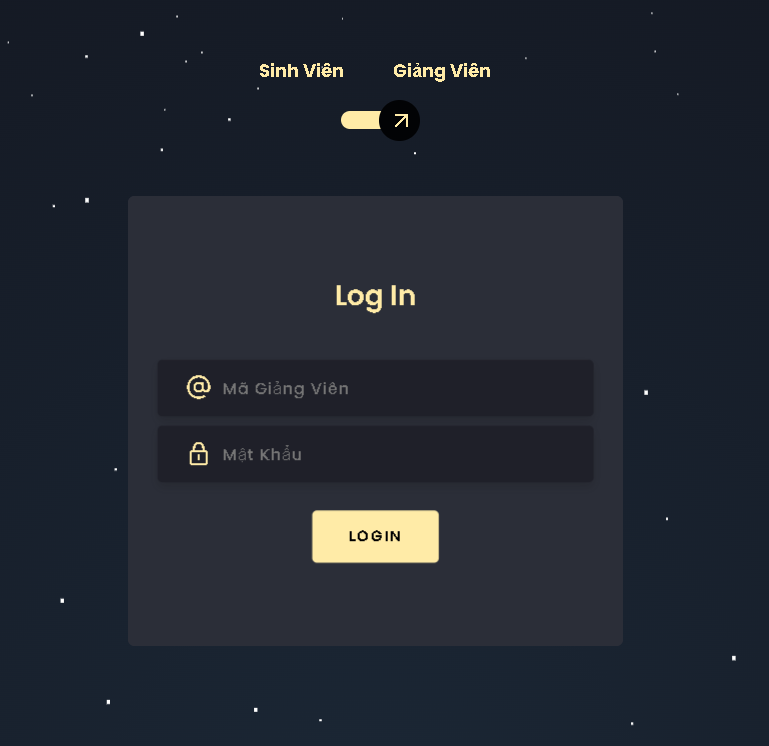 Sinh Viên Giảng Viên
Log In
Mã Giảng Viên
Mật Khẩu
LOGIN